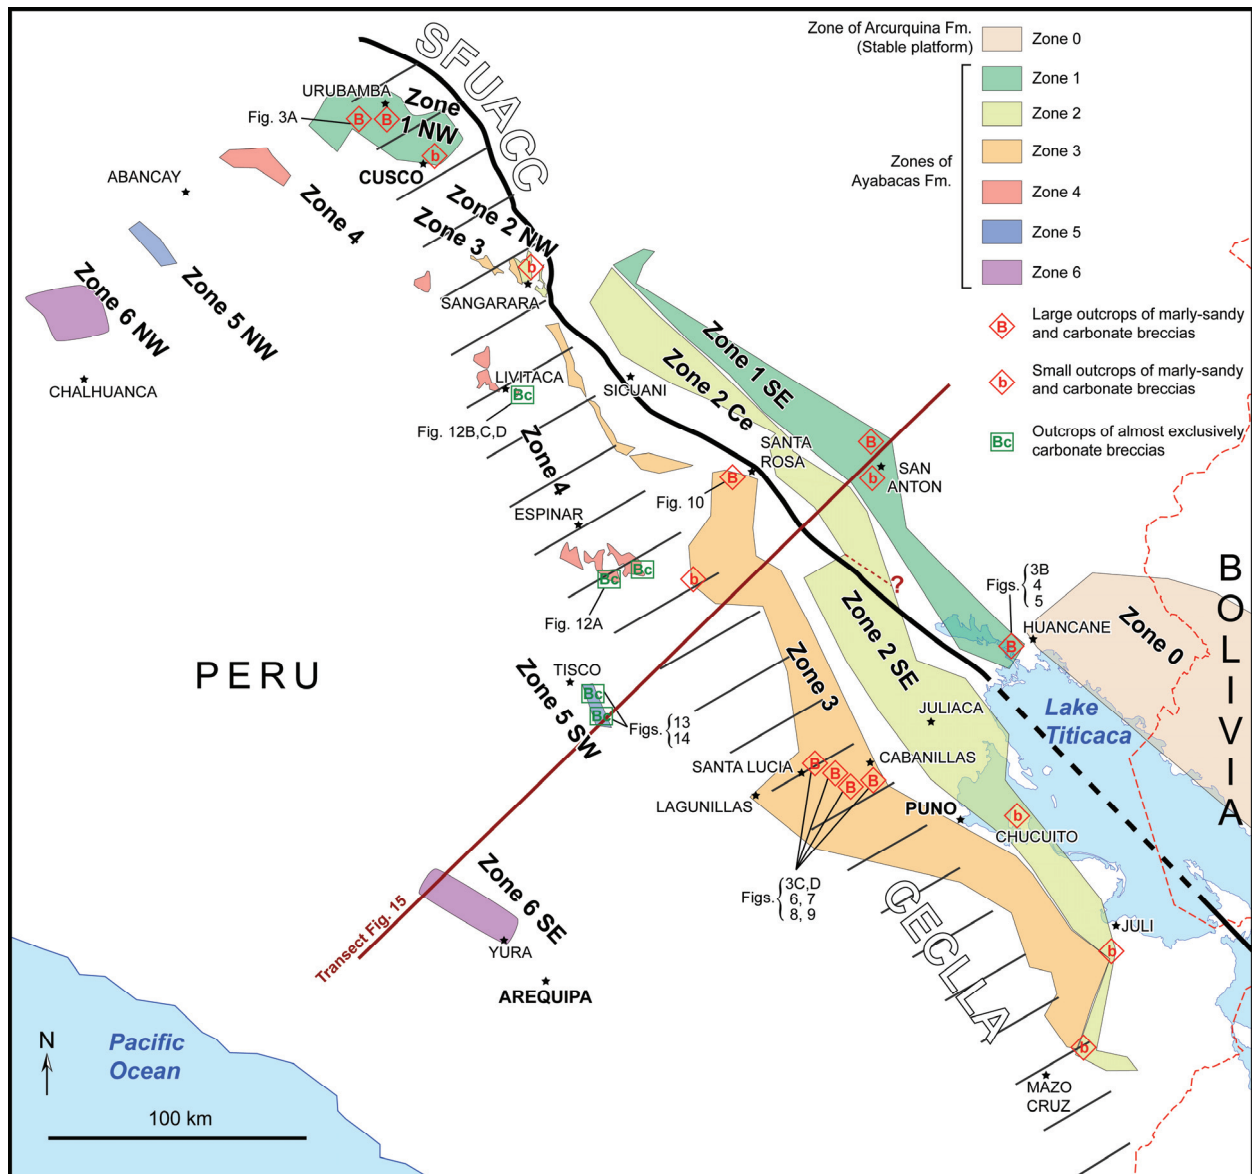 SFUACC
Zone of Arcurquina Fm.
(Stable platform)
Zone 0
Zone 1
Zone 2
Zone 3
Zone 4
Zone 5
Zone 6
Zones of
Ayabacas Fm.
B
Large outcrops of marly-sandy
and carbonate breccias
b
Small outcrops of marly-sandy
and carbonate breccias
Bc
Outcrops of almost exclusively
carbonate breccias
URUBAMBA
Zone
1 NW
Fig. 3A
B
B
b
CUSCO
ABANCAY
Zone 4
Zone 2 NW
Zone 3
b
SANGARARA
Zone 5 NW
Zone 6 NW
CHALHUANCA
LIVITACA
Bc
Fig. 12B,C,D
SICUANI
Zone 1 SE
Zone 2 Ce
SANTA
ROSA
B
SAN
ANTON
b
Zone 4
B
Fig. 10
ESPINAR
Bc
Bc
Fig. 12A
b
?
Figs.
3B
4
5
B
HUANCANE
Zone 0
BOLIVIA
PERU
Zone 2 SE
Zone 3
TISCO
Bc
Bc
Figs.
13
14
Zone 5 SW
JULIACA
Lake
Titicaca
SANTA LUCIA
CABANILLAS
B
B
B
B
LAGUNILLAS
PUNO
b
CHUCUITO
Figs.
3C,D
6, 7
8, 9
CECLLA
Zone 6 SE
Transect Fig. 15
YURA
AREQUIPA
JULI
b
b
MAZO
CRUZ
N
Pacific
Ocean
100 km